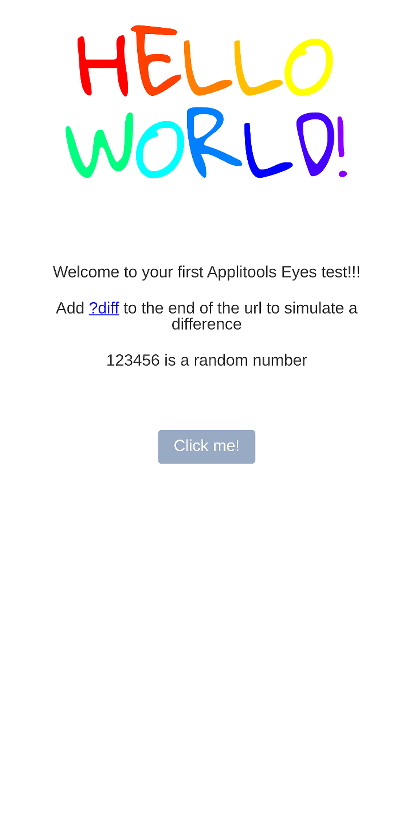 HELLO
WORLD!
Welcome to your first Applitools Eyes test!!!
Add ?diff to the end of the url to simulate a
difference
123456 is a random number
Click me!